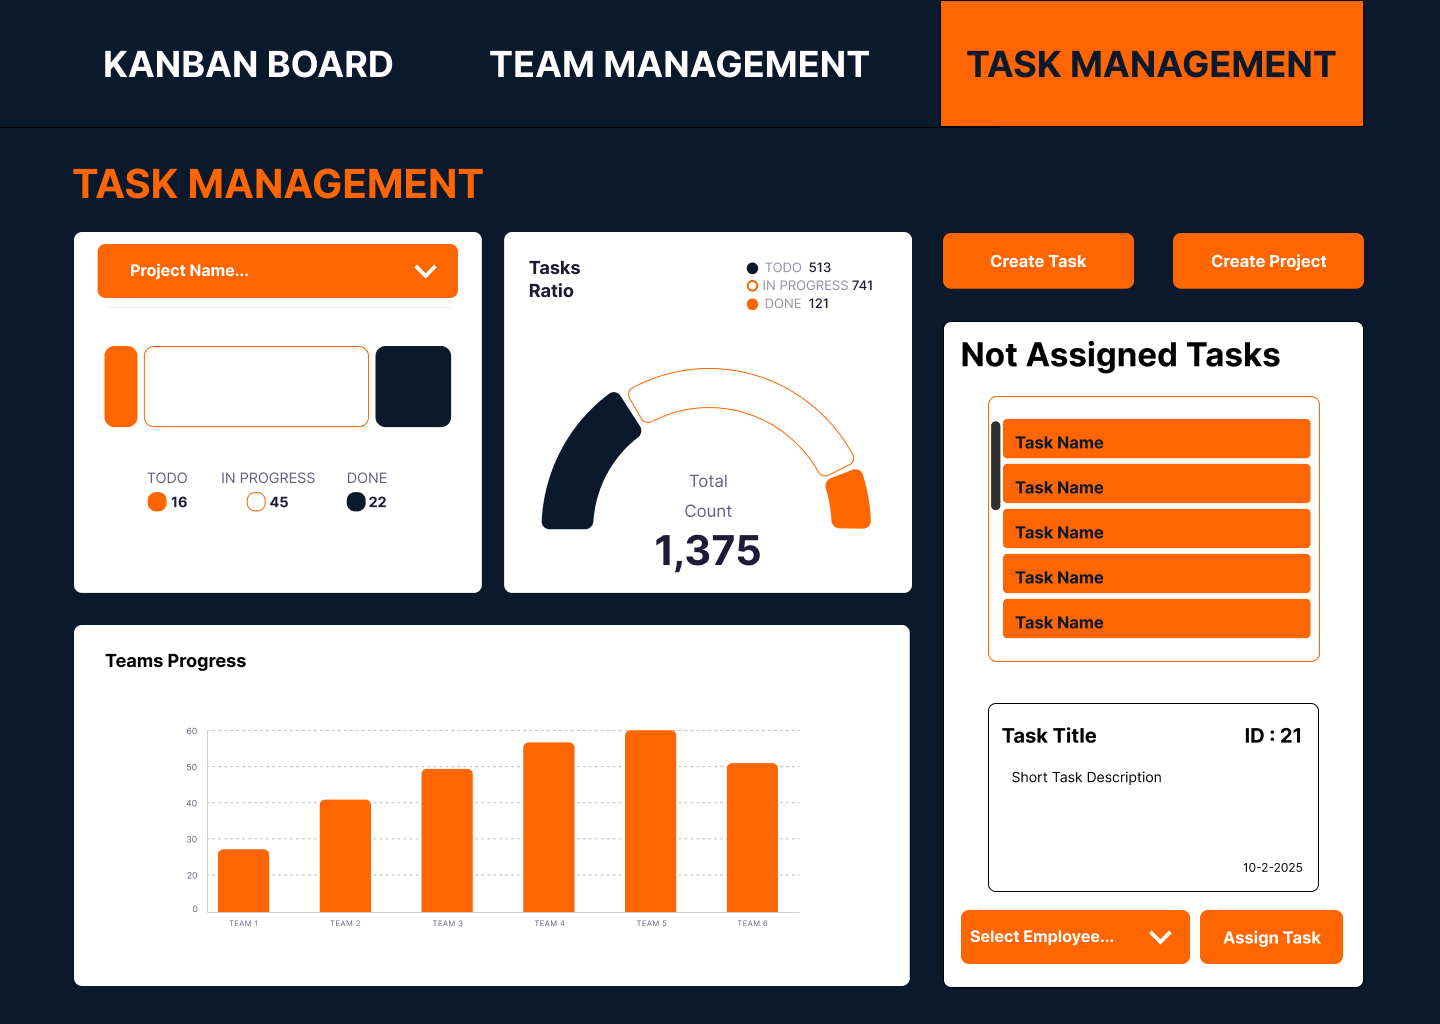 KANBAN BOARD
TEAM MANAGEMENT
TASK MANAGEMENT
TASK MANAGEMENT
Project Name...
TODO
IN PROGRESS
DONE
16
45
22
Tasks
Ratio
TODO 513
IN PROGRESS 741
DONE 121
Total
Count
1,375
Create Task
Create Project
Not Assigned Tasks
Task Name
Task Name
Task Name
Task Name
Task Name
Task Title
ID : 21
Short Task Description
10-2-2025
Select Employee...
Assign Task
Teams Progress
60
50
40
30
20
0
TEAM 1
TEAM 2
TEAM 3
TEAM 4
TEAM 5
TEAM 6